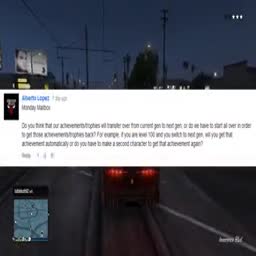 Alberto Lopez
Monday Mailbox
Do you think that our achievements/trophies will transfer over from current gen to next gen, or do we have to start all over in order
to get those achievements/trophies back? For example, if you are level 100 and you switch to next gen, will you get that
achievement automatically or do you have to make a second character to get that achievement again?
Reply